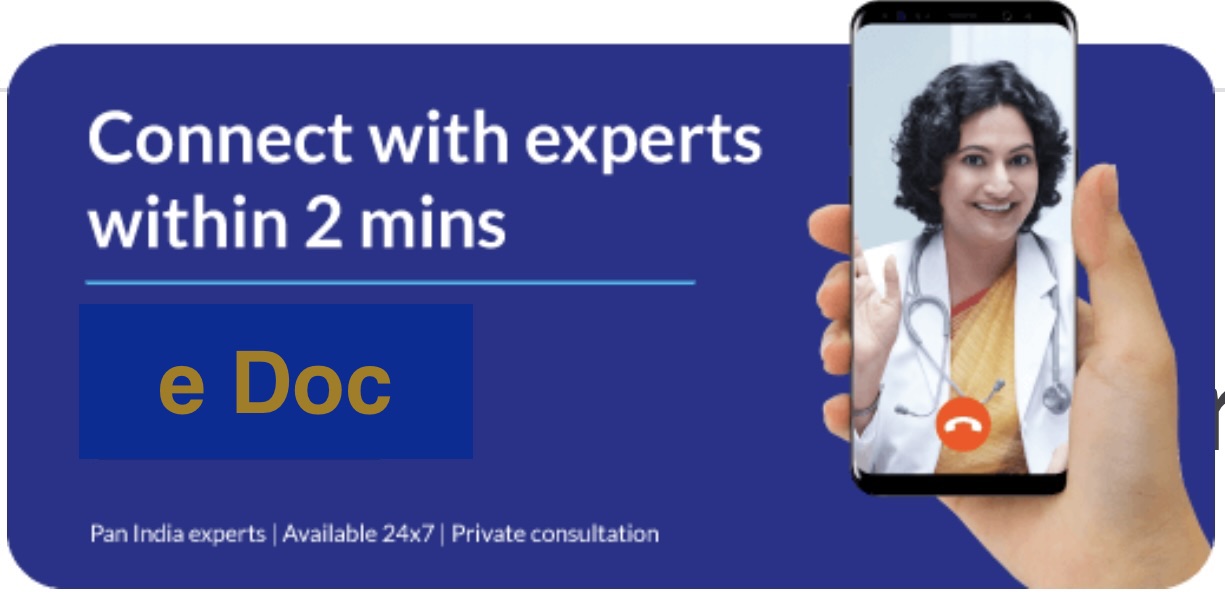 Connect with experts
within 2 mins
e Doc
Pan India experts | Available 24x7 | Private consultation